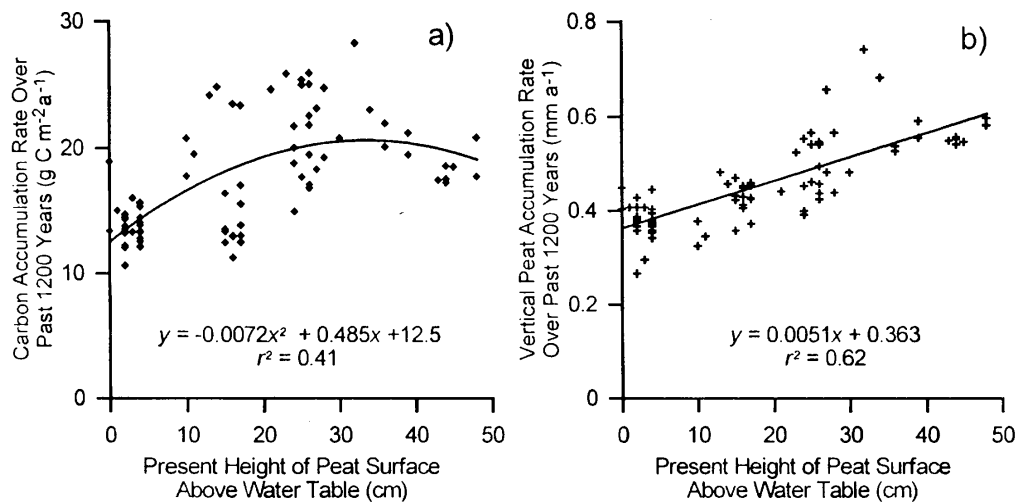 a)
Carbon Accumulation Rate Over
Past 1200 Years (g C m⁻²a⁻¹)
30
20
10
0
y = -0.0072x² + 0.485x +12.5
r² = 0.41
0 10 20 30 40 50
Present Height of Peat Surface
Above Water Table (cm)
b)
Vertical Peat Accumulation Rate
Over Past 1200 Years (mm a⁻¹)
0.8
0.6
0.4
0.2
0
y = 0.0051x + 0.363
r² = 0.62
0 10 20 30 40 50
Present Height of Peat Surface
Above Water Table (cm)